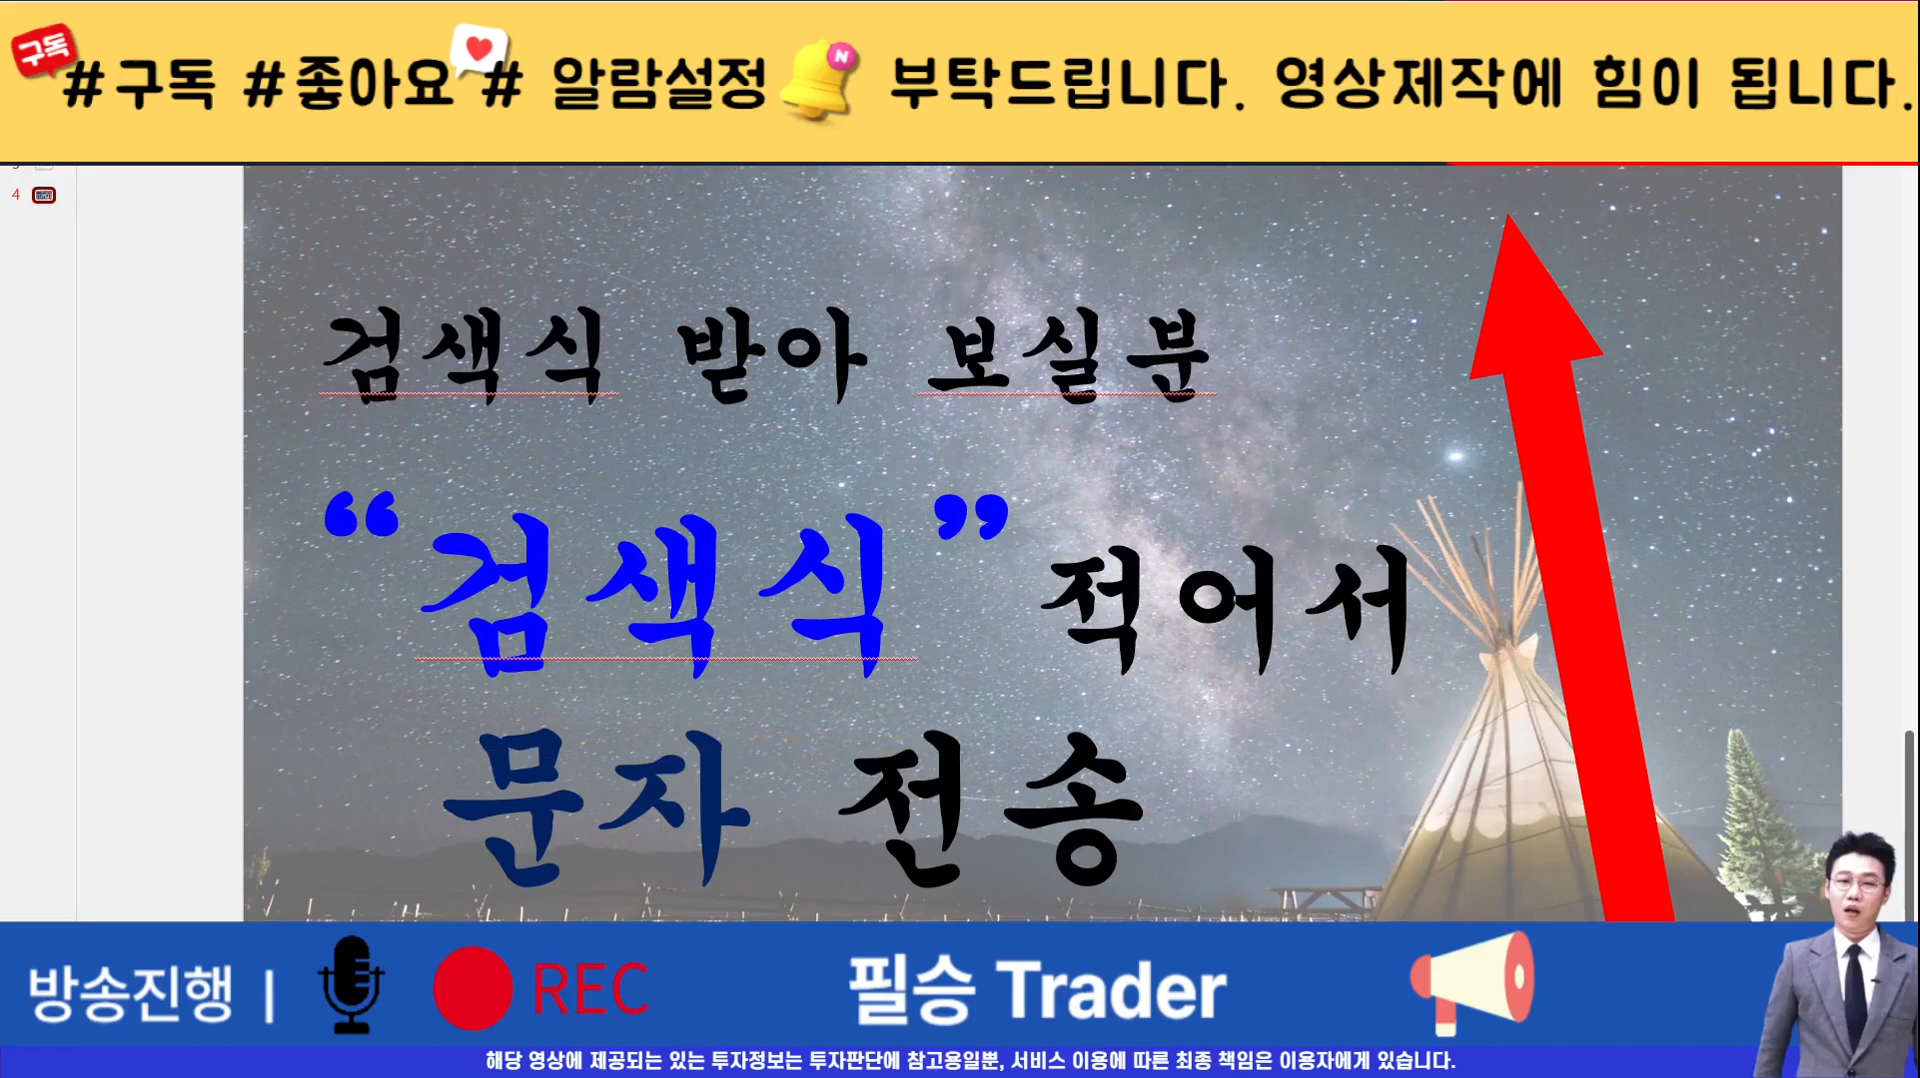 구독
#구독 #좋아요 # 알람설정 N 부탁드립니다. 영상제작에 힘이 됩니다.
4
검색식 받아 보실분
“검색식” 적어서
문자 전송
방송진행 | REC 필승 Trader
해당 영상에 제공되는 있는 투자정보는 투자판단에 참고용일뿐, 서비스 이용에 따른 최종 책임은 이용자에게 있습니다.